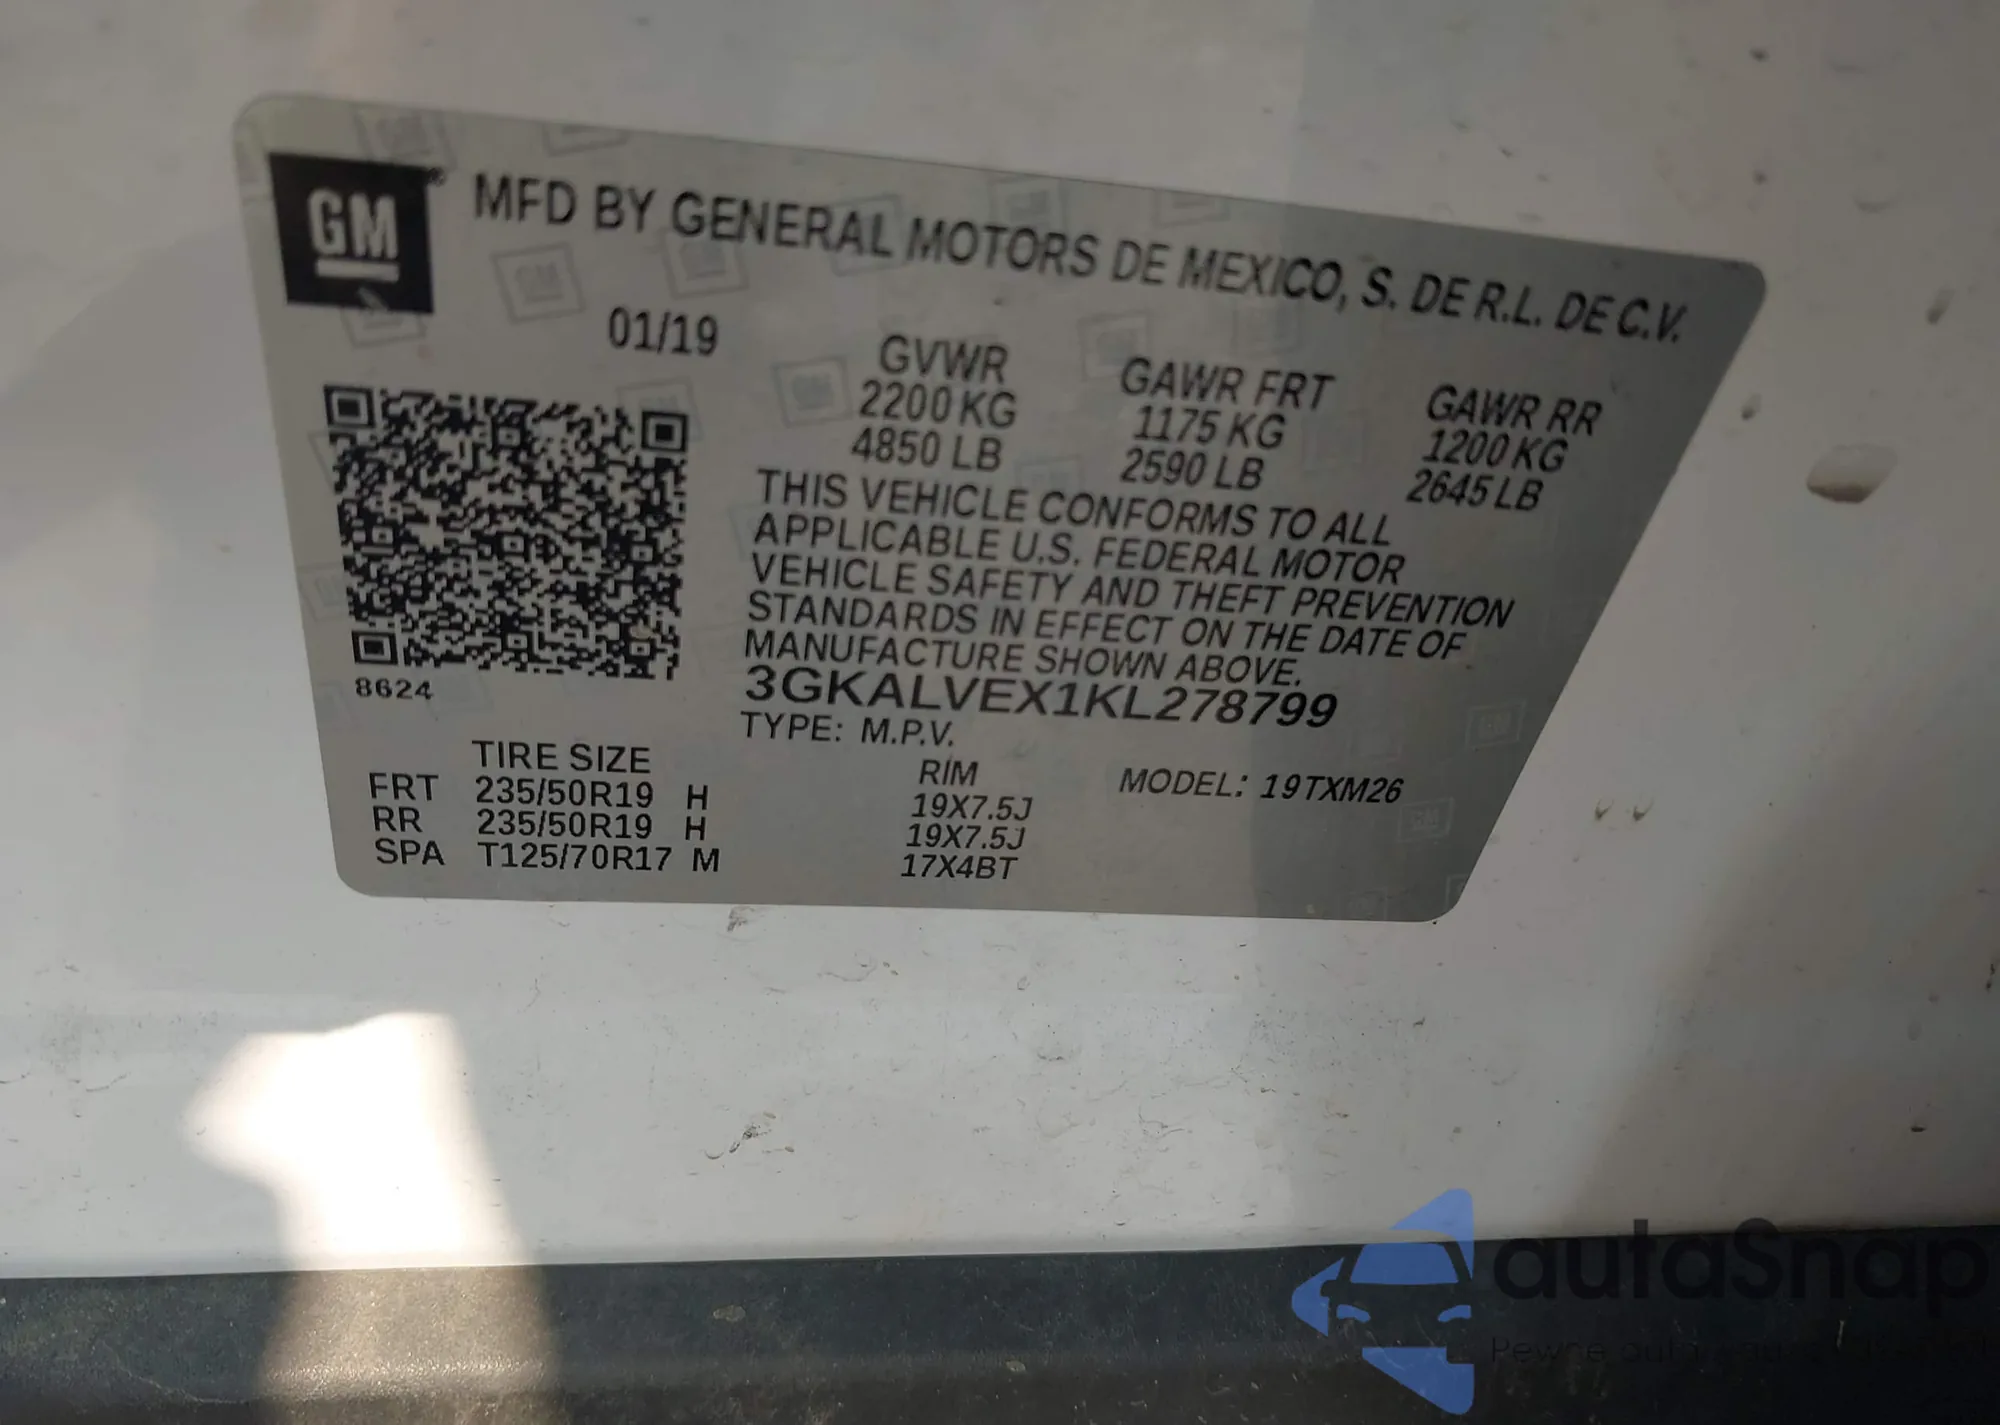 GM
MFD BY GENERAL MOTORS DE MEXICO, S. DE R.L. DE C.V.
01/19
GVWR GAWR FRT GAWR RR
2200 KG 1175 KG 1200 KG
4850 LB 2590 LB 2645 LB
THIS VEHICLE CONFORMS TO ALL
APPLICABLE U.S. FEDERAL MOTOR
VEHICLE SAFETY AND THEFT PREVENTION
STANDARDS IN EFFECT ON THE DATE OF
MANUFACTURE SHOWN ABOVE.
8624
3GKALVEX1KL278799
TYPE: M.P.V.
TIRE SIZE RIM MODEL: 19TXM26
FRT 235/50R19 H 19X7.5J
RR 235/50R19 H 19X7.5J
SPA T125/70R17 M 17X4BT
autaSnap
Pewne auta